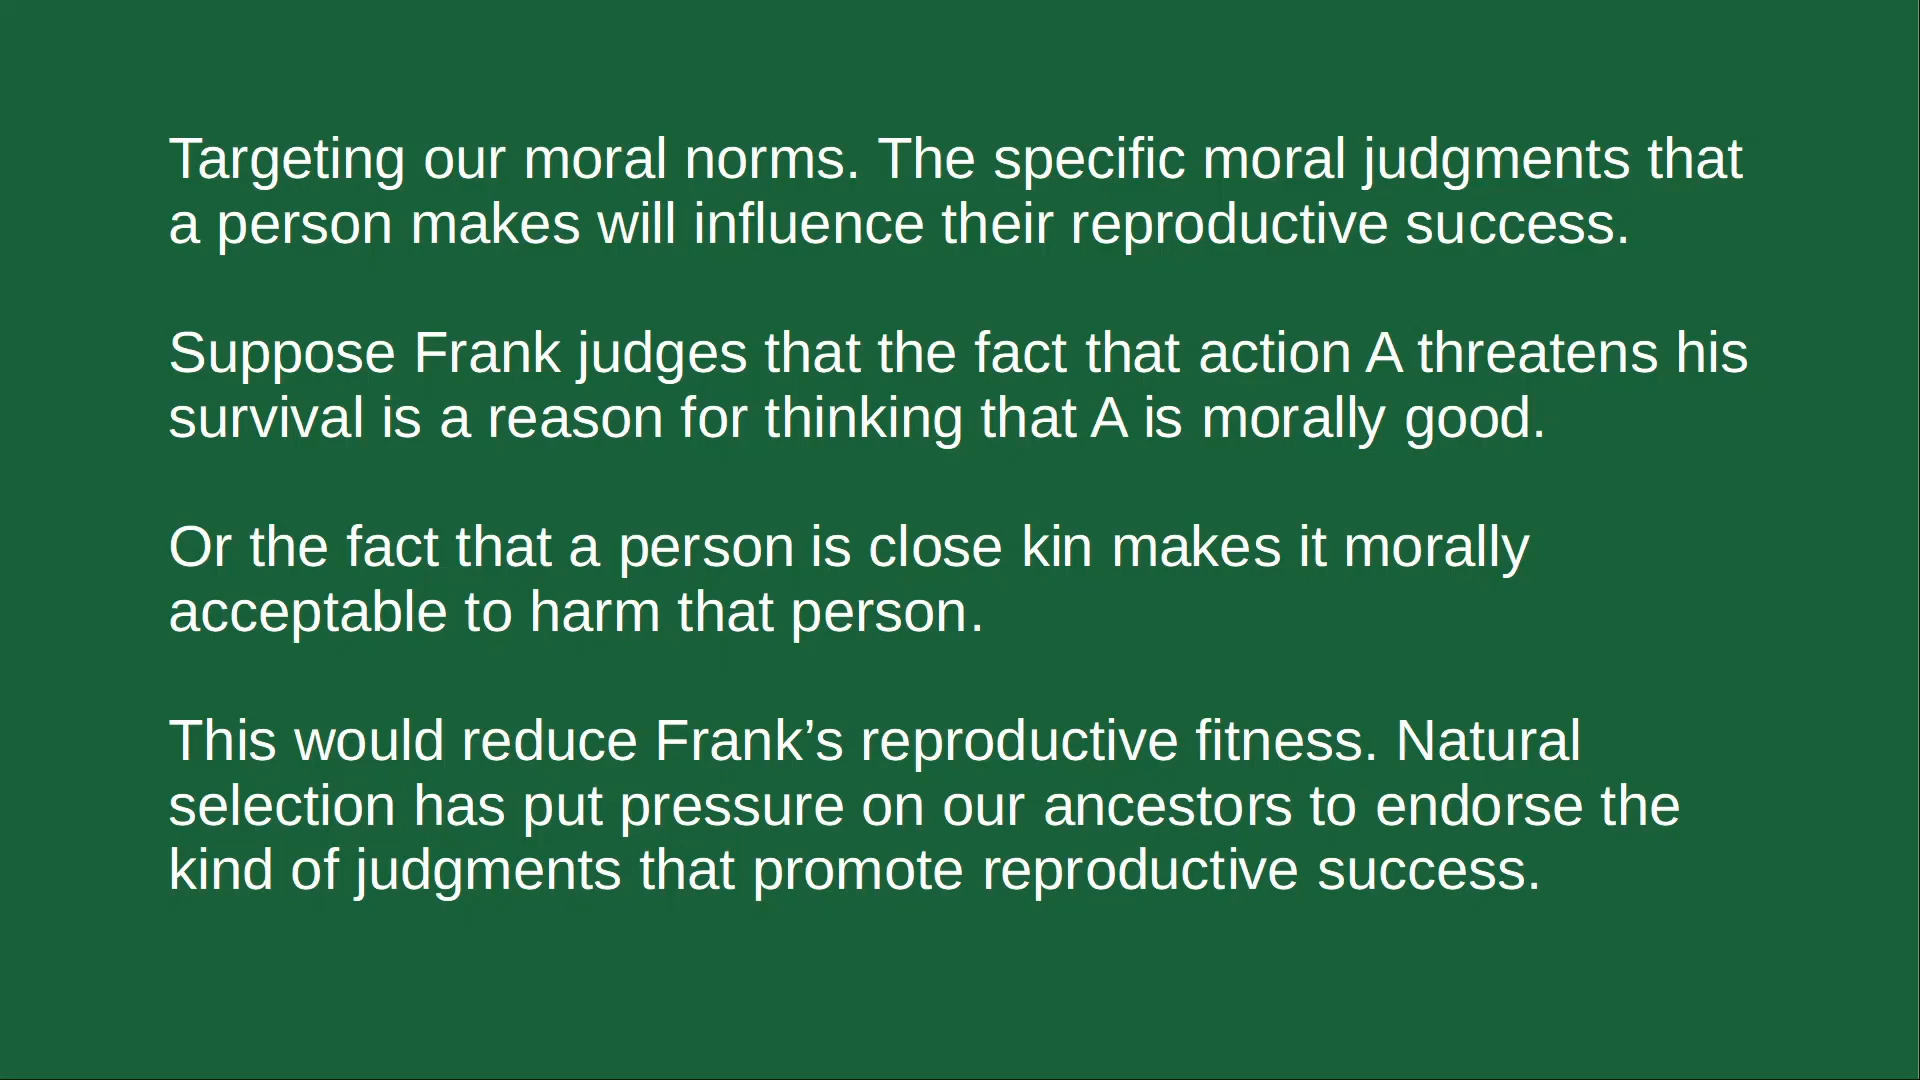 Targeting our moral norms. The specific moral judgments that
a person makes will influence their reproductive success.
Suppose Frank judges that the fact that action A threatens his
survival is a reason for thinking that A is morally good.
Or the fact that a person is close kin makes it morally
acceptable to harm that person.
This would reduce Frank’s reproductive fitness. Natural
selection has put pressure on our ancestors to endorse the
kind of judgments that promote reproductive success.